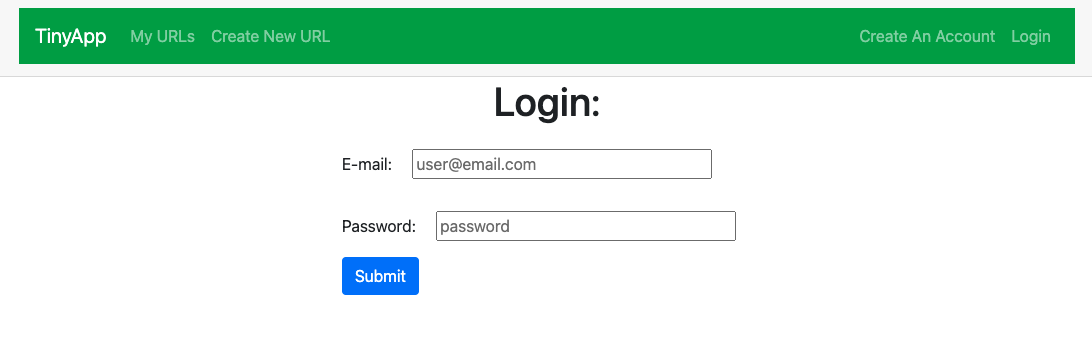 TinyApp My URLs Create New URL Create An Account Login
Login:
E-mail: user@email.com
Password: password
Submit